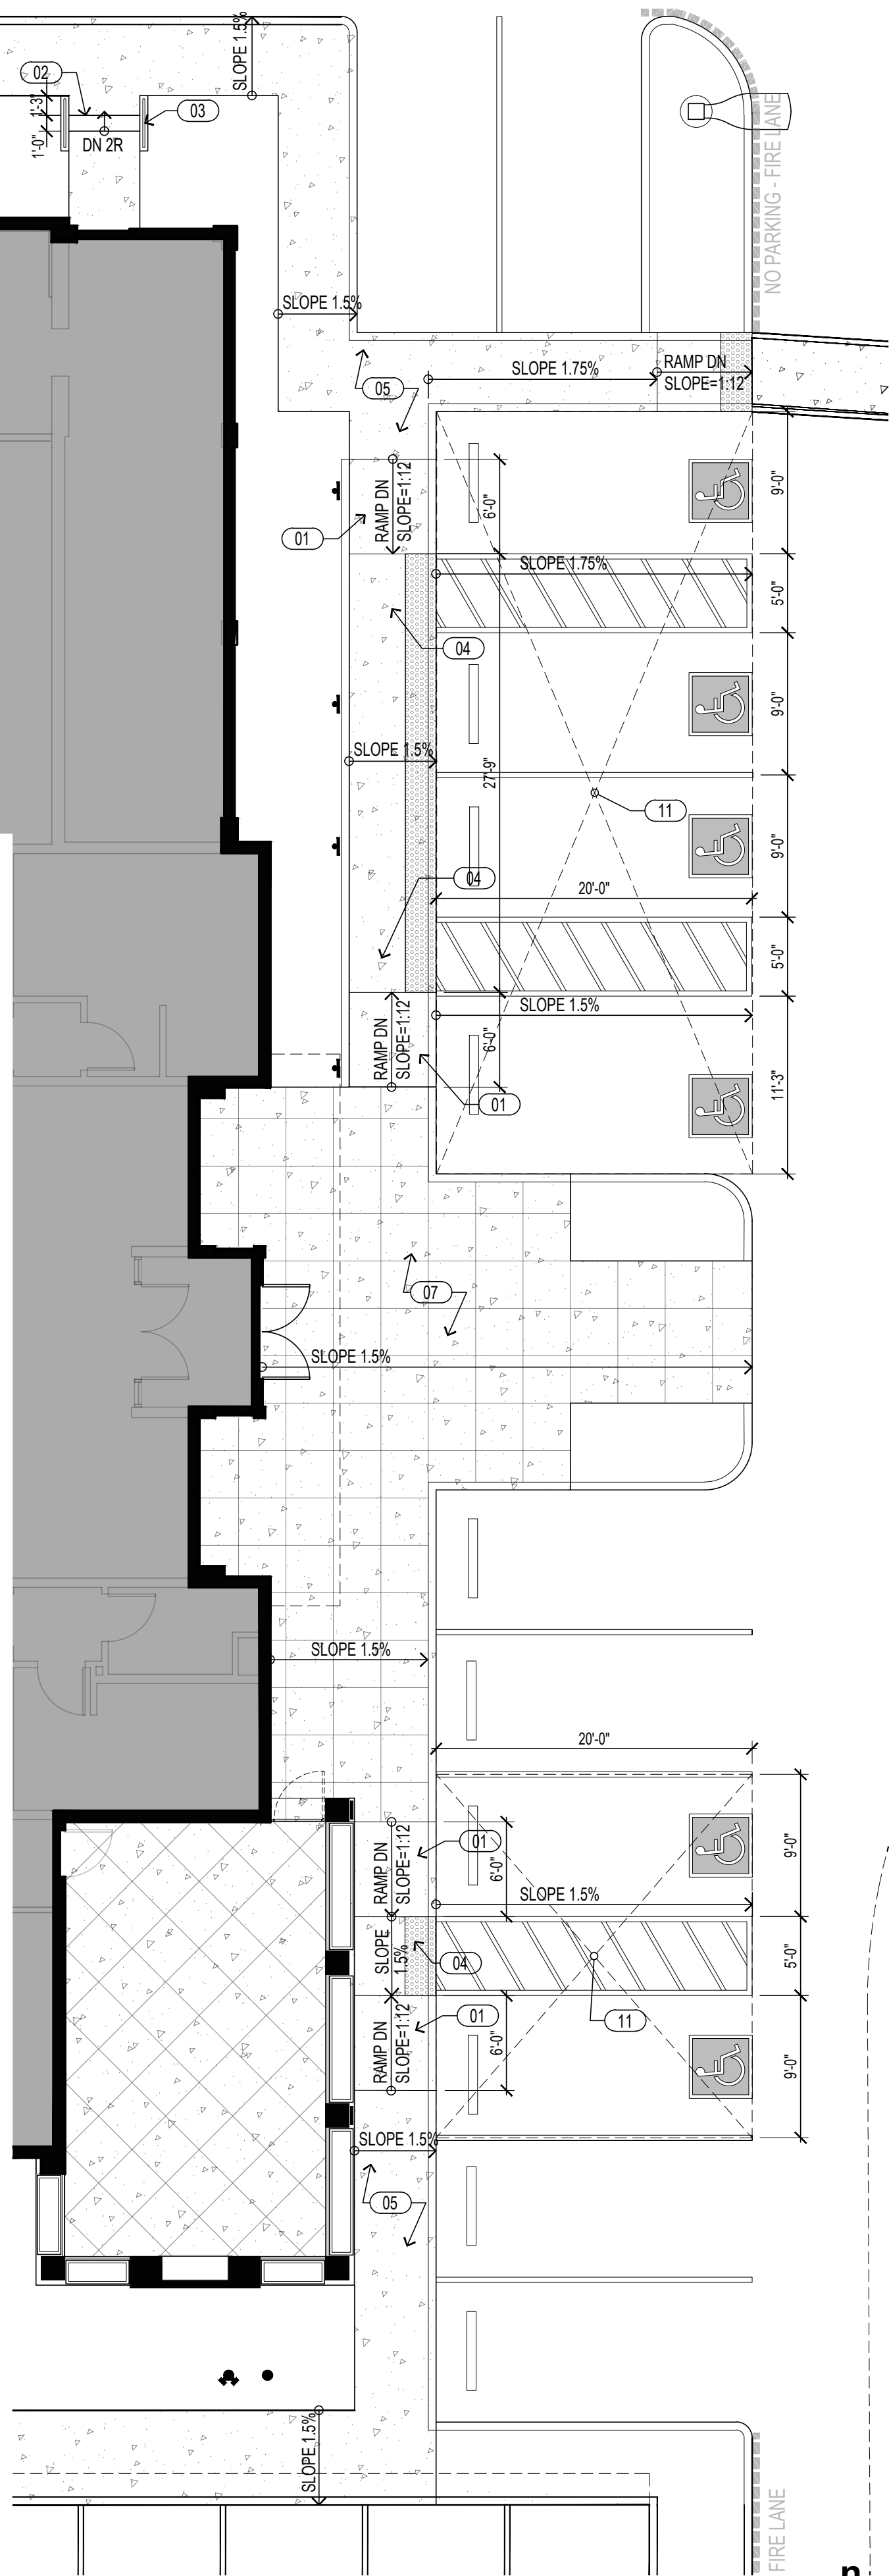 SLOPE 1.5%
02
03
1'-3"
1'-0"
DN 2R
NO PARKING - FIRE LANE
SLOPE 1.5%
SLOPE 1.75%
RAMP DN
SLOPE=1:12
05
RAMP DN
SLOPE=1:12
6'-0"
9'-0"
01
SLOPE 1.75%
5'-0"
04
9'-0"
SLOPE 1.5%
27'-9"
11
9'-0"
04
20'-0"
5'-0"
SLOPE 1.5%
RAMP DN
SLOPE=1:12
6'-0"
01
11'-3"
07
SLOPE 1.5%
SLOPE 1.5%
20'-0"
RAMP DN
SLOPE=1:12
01
6'-0"
9'-0"
SLOPE 1.5%
SLOPE
1.5%
04
5'-0"
RAMP DN
SLOPE=1:12
01
6'-0"
11
9'-0"
SLOPE 1.5%
05
SLOPE 1.5%
FIRE LANE
n